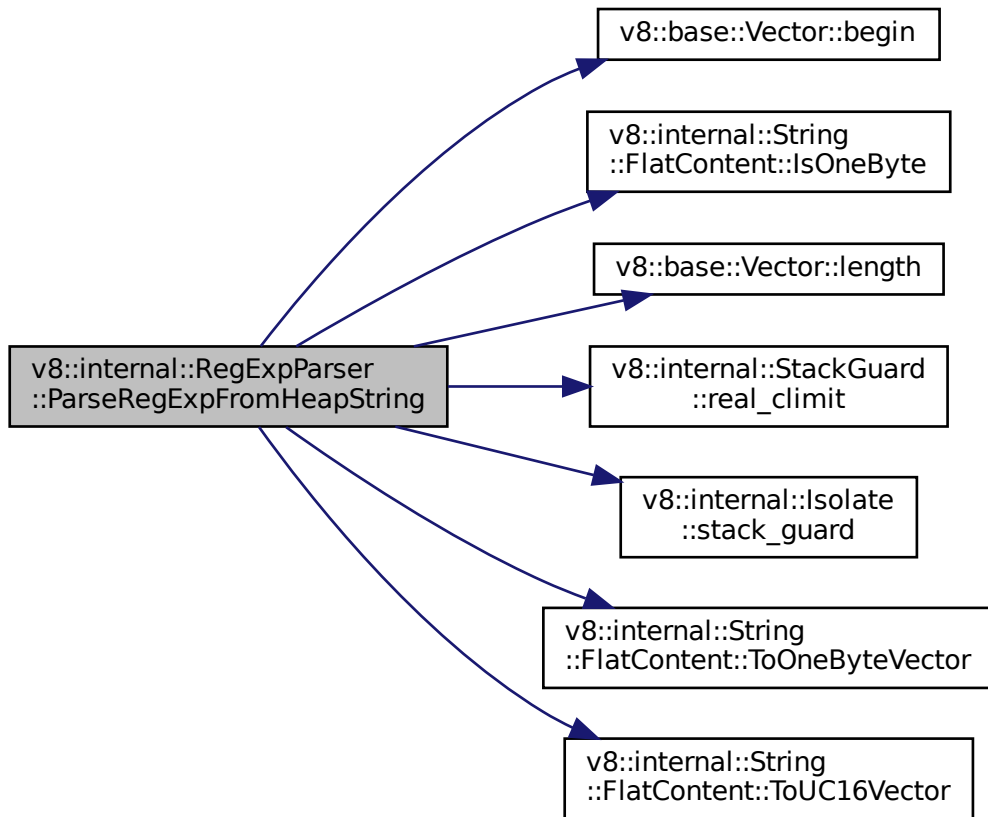 v8::base::Vector::begin
v8::internal::String
::FlatContent::IsOneByte
v8::base::Vector::length
v8::internal::RegExpParser
::ParseRegExpFromHeapString
v8::internal::StackGuard
::real_climit
v8::internal::Isolate
::stack_guard
v8::internal::String
::FlatContent::ToOneByteVector
v8::internal::String
::FlatContent::ToUC16Vector